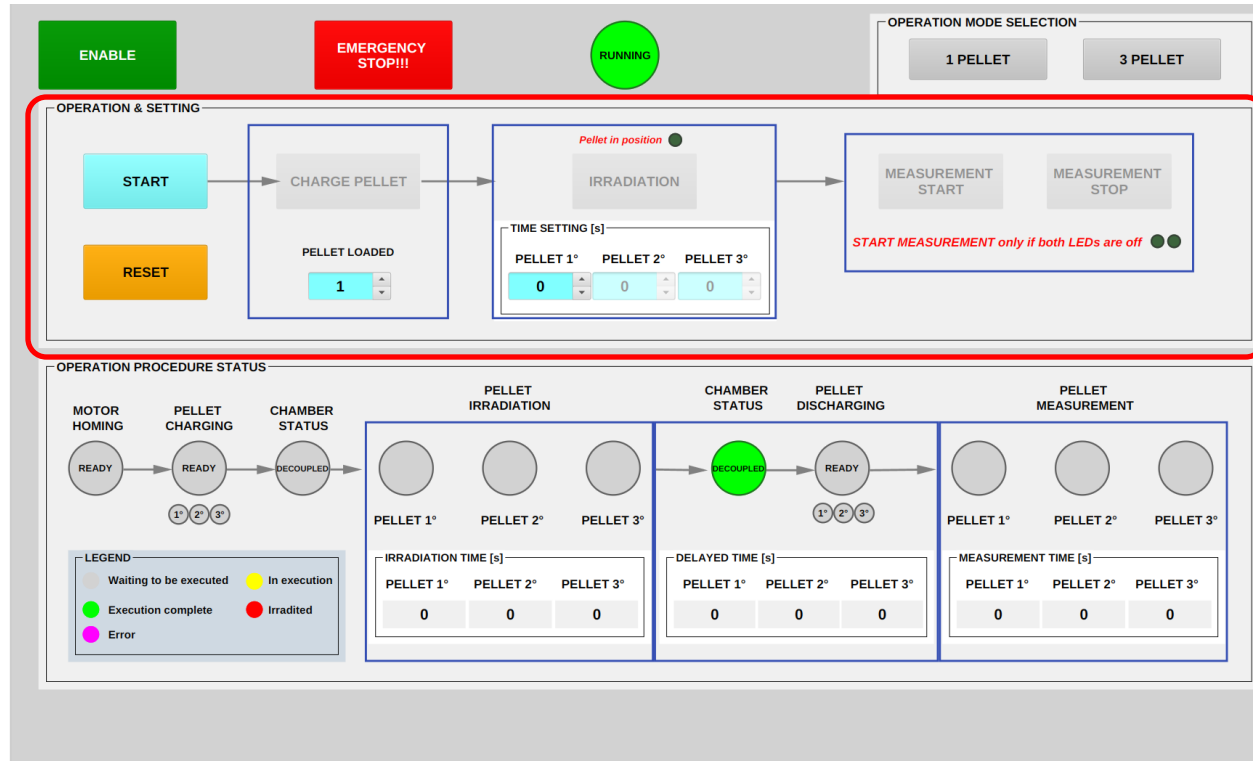 ENABLE
EMERGENCY
STOP!!!
RUNNING
OPERATION MODE SELECTION
1 PELLET
3 PELLET
OPERATION & SETTING
START
CHARGE PELLET
Pellet in position
IRRADIATION
MEASUREMENT
START
MEASUREMENT
STOP
RESET
PELLET LOADED
1
TIME SETTING [s]
PELLET 1° PELLET 2° PELLET 3°
0 0 0
START MEASUREMENT only if both LEDs are off
OPERATION PROCEDURE STATUS
MOTOR
HOMING
PELLET
CHARGING
CHAMBER
STATUS
PELLET
IRRADIATION
CHAMBER
STATUS
PELLET
DISCHARGING
PELLET
MEASUREMENT
READY
READY
DECOUPLED
DECOUPLED
READY
1° 2° 3°
PELLET 1° PELLET 2° PELLET 3°
1° 2° 3°
PELLET 1° PELLET 2° PELLET 3°
LEGEND
Waiting to be executed
In execution
Execution complete
Irradited
Error
IRRADIATION TIME [s]
PELLET 1° PELLET 2° PELLET 3°
0 0 0
DELAYED TIME [s]
PELLET 1° PELLET 2° PELLET 3°
0 0 0
MEASUREMENT TIME [s]
PELLET 1° PELLET 2° PELLET 3°
0 0 0